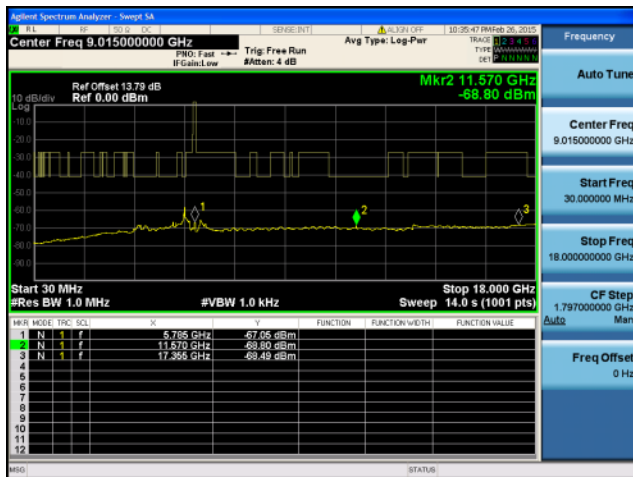 Agilent Spectrum Analyzer - Swept SA
RL RF 50 Ω DC SENSE:INT ALIGN OFF 10:35:47 PM Feb 26, 2015
Center Freq 9.015000000 GHz
PNO: Fast
IFGain:Low
Trig: Free Run
#Atten: 4 dB
Avg Type: Log-Pwr
TRACE 1 2 3 4 5 6
TYPE
DET P N N N N N
Ref Offset 13.79 dB
10 dB/div Ref 0.00 dBm
Log
Mkr2 11.570 GHz
-68.80 dBm
-10.0
-20.0
-30.0
-40.0
-50.0
-60.0
-70.0
-80.0
-90.0
1
2
3
Start 30 MHz
#Res BW 1.0 MHz
#VBW 1.0 kHz
Stop 18.000 GHz
Sweep 14.0 s (1001 pts)
MKR MODE TRC SCL X Y FUNCTION FUNCTION WIDTH FUNCTION VALUE
1 N 1 f 5.785 GHz -67.05 dBm
2 N 1 f 11.570 GHz -68.80 dBm
3 N 1 f 17.355 GHz -68.49 dBm
4
5
6
7
8
9
10
11
12
MSG STATUS
Frequency
Auto Tune
Center Freq
9.015000000 GHz
Start Freq
30.000000 MHz
Stop Freq
18.000000000 GHz
CF Step
1.797000000 GHz
Auto Man
Freq Offset
0 Hz